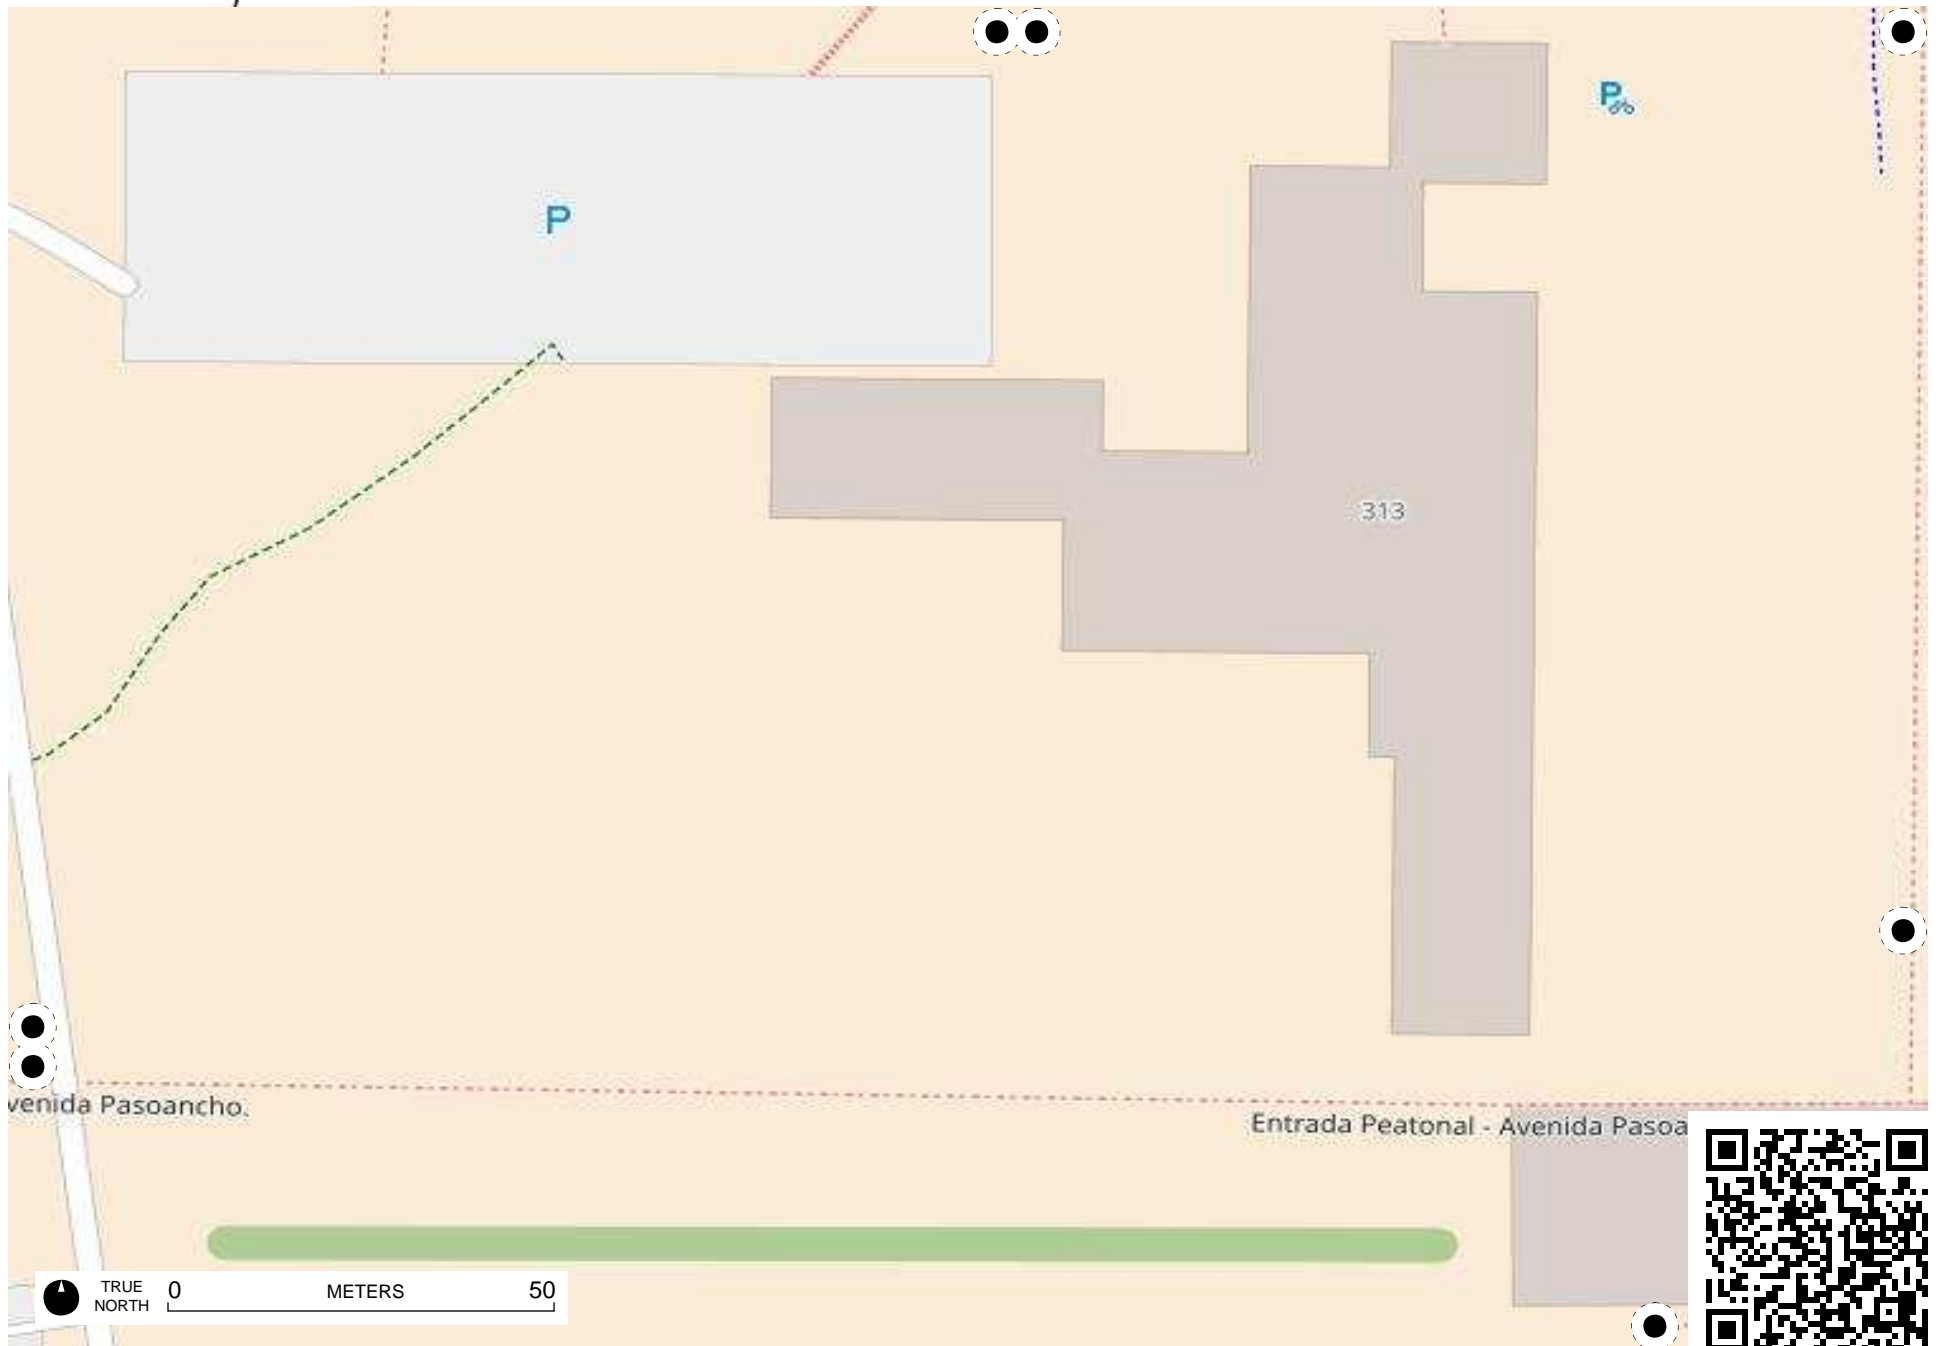 P
P
313
venida Pasoancho.
Entrada Peatonal - Avenida Pasoa
TRUE
NORTH
0 METERS 50